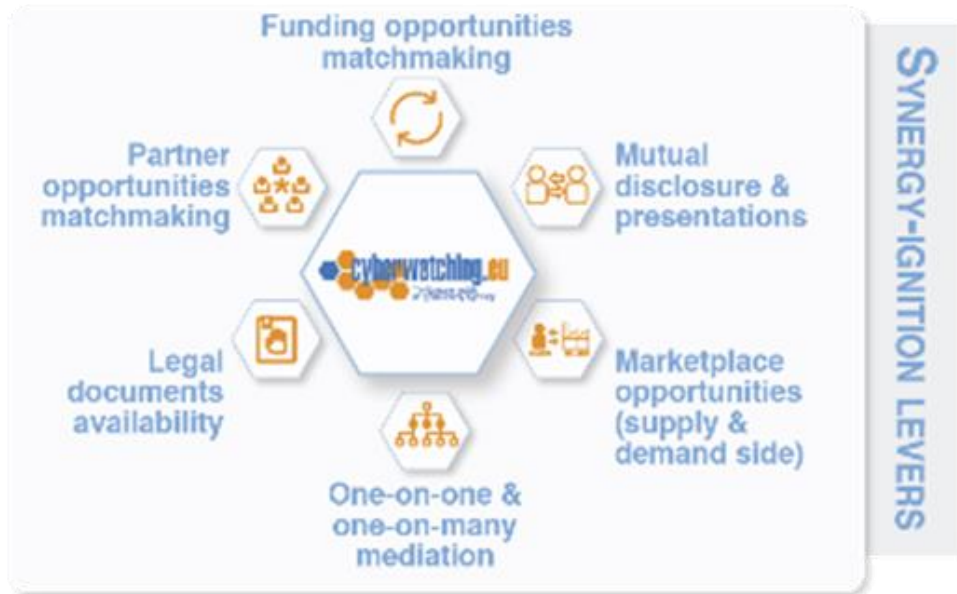 Funding opportunities
matchmaking
Partner
opportunities
matchmaking
Mutual
disclosure &
presentations
cyberwatching.eu
Legal
documents
availability
Marketplace
opportunities
(supply &
demand side)
One-on-one &
one-on-many
mediation
SYNERGY-IGNITION LEVERS